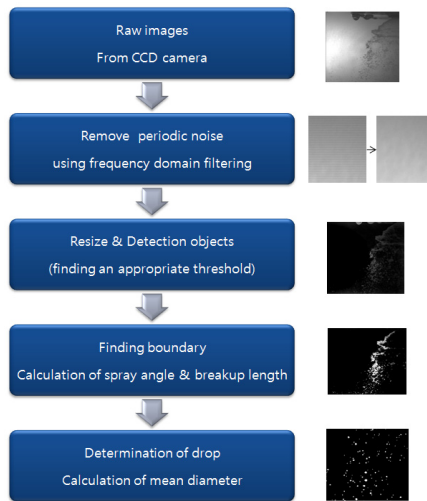 Raw images
From CCD camera
Remove periodic noise
using frequency domain filtering
Resize & Detection objects
(finding an appropriate threshold)
Finding boundary
Calculation of spray angle & breakup length
Determination of drop
Calculation of mean diameter